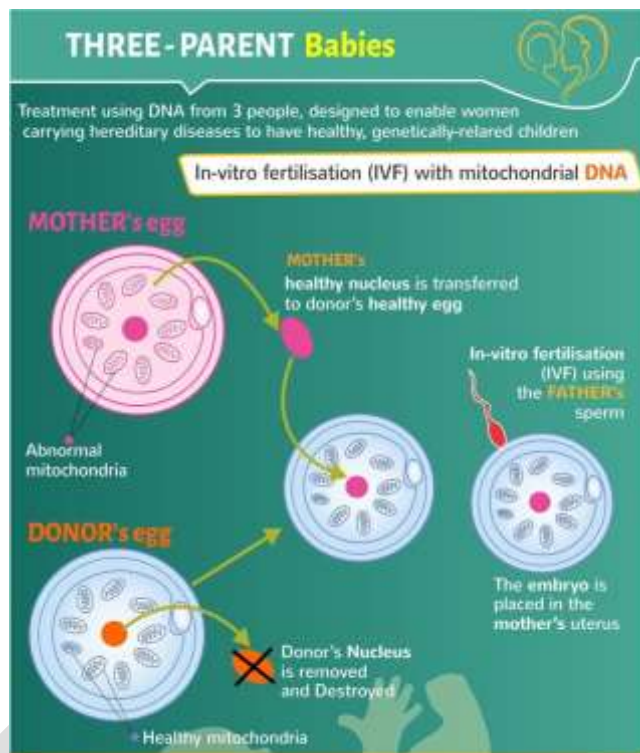 THREE-PARENT Babies
Treatment using DNA from 3 people, designed to enable women
carrying hereditary diseases to have healthy, genetically-relared children
In-vitro fertilisation (IVF) with mitochondrial DNA
MOTHER's egg
MOTHER's
healthy nucleus is transferred
to donor's healthy egg
In-vitro fertilisation
(IVF) using
the FATHER's
sperm
Abnormal
mitochondria
DONOR's egg
The embryo is
placed in the
mother's uterus
Donor's Nucleus
is removed
and Destroyed
Healthy mitochondria